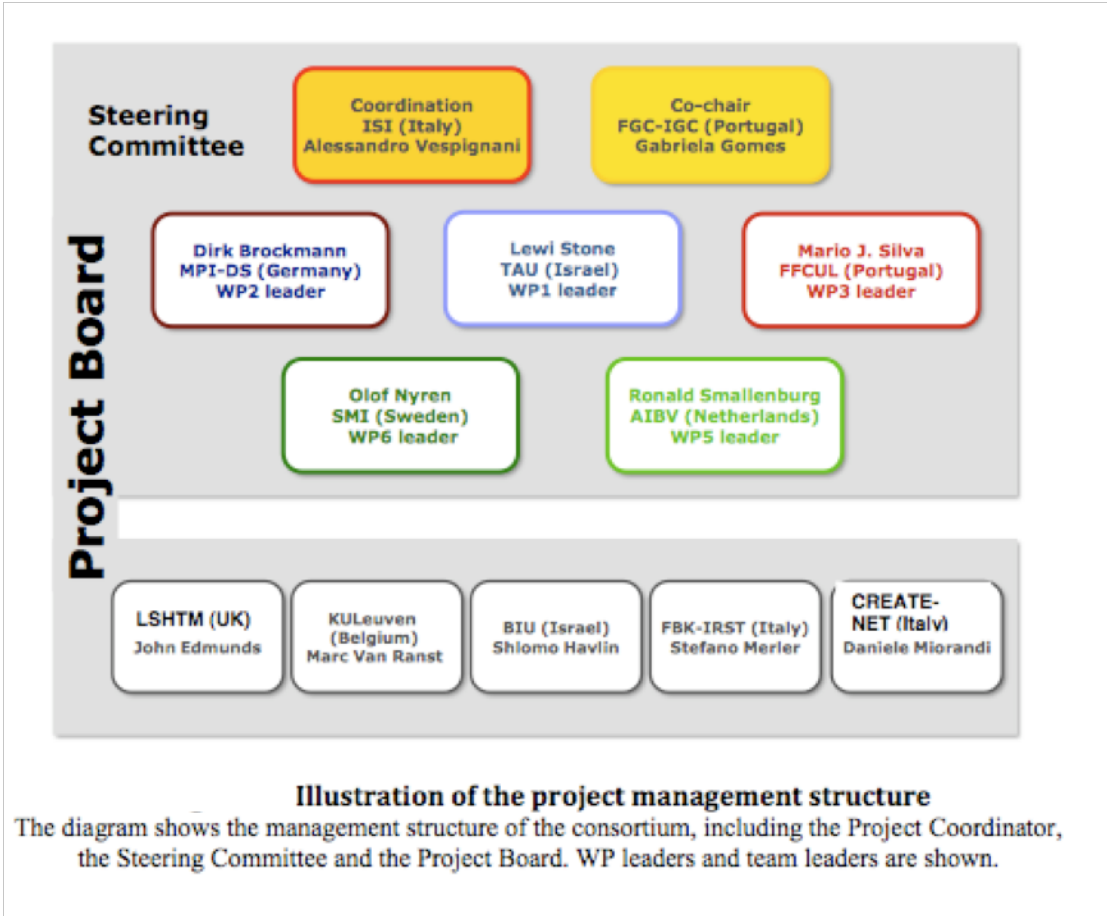 Steering
Committee
Coordination
ISI (Italy)
Alessandro Vespignani
Co-chair
FGC-IGC (Portugal)
Gabriela Gomes
Project Board
Dirk Brockmann
MPI-DS (Germany)
WP2 leader
Lewi Stone
TAU (Israel)
WP1 leader
Mario J. Silva
FFCUL (Portugal)
WP3 leader
Olof Nyren
SMI (Sweden)
WP6 leader
Ronald Smallenburg
AIBV (Netherlands)
WP5 leader
LSHTM (UK)
John Edmunds
KULeuven
(Belgium)
Marc Van Ranst
BIU (Israel)
Shlomo Havlin
FBK-IRST (Italy)
Stefano Merler
CREATE-
NET (Italy)
Daniele Miorandi
Illustration of the project management structure
The diagram shows the management structure of the consortium, including the Project Coordinator,
the Steering Committee and the Project Board. WP leaders and team leaders are shown.